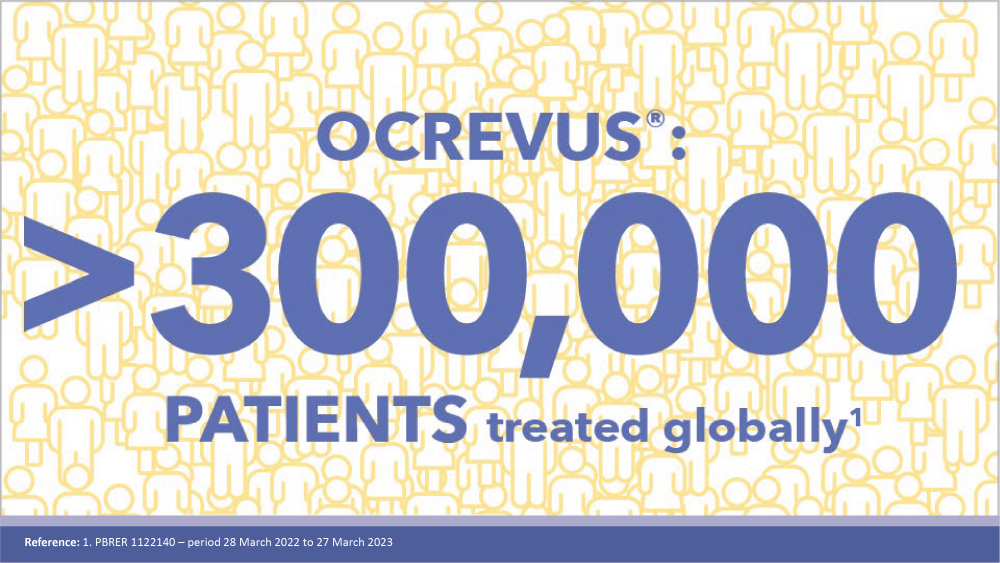 OCREVUS®:
>300,000
PATIENTS treated globally¹
Reference: 1. PBRER 1122140 – period 28 March 2022 to 27 March 2023